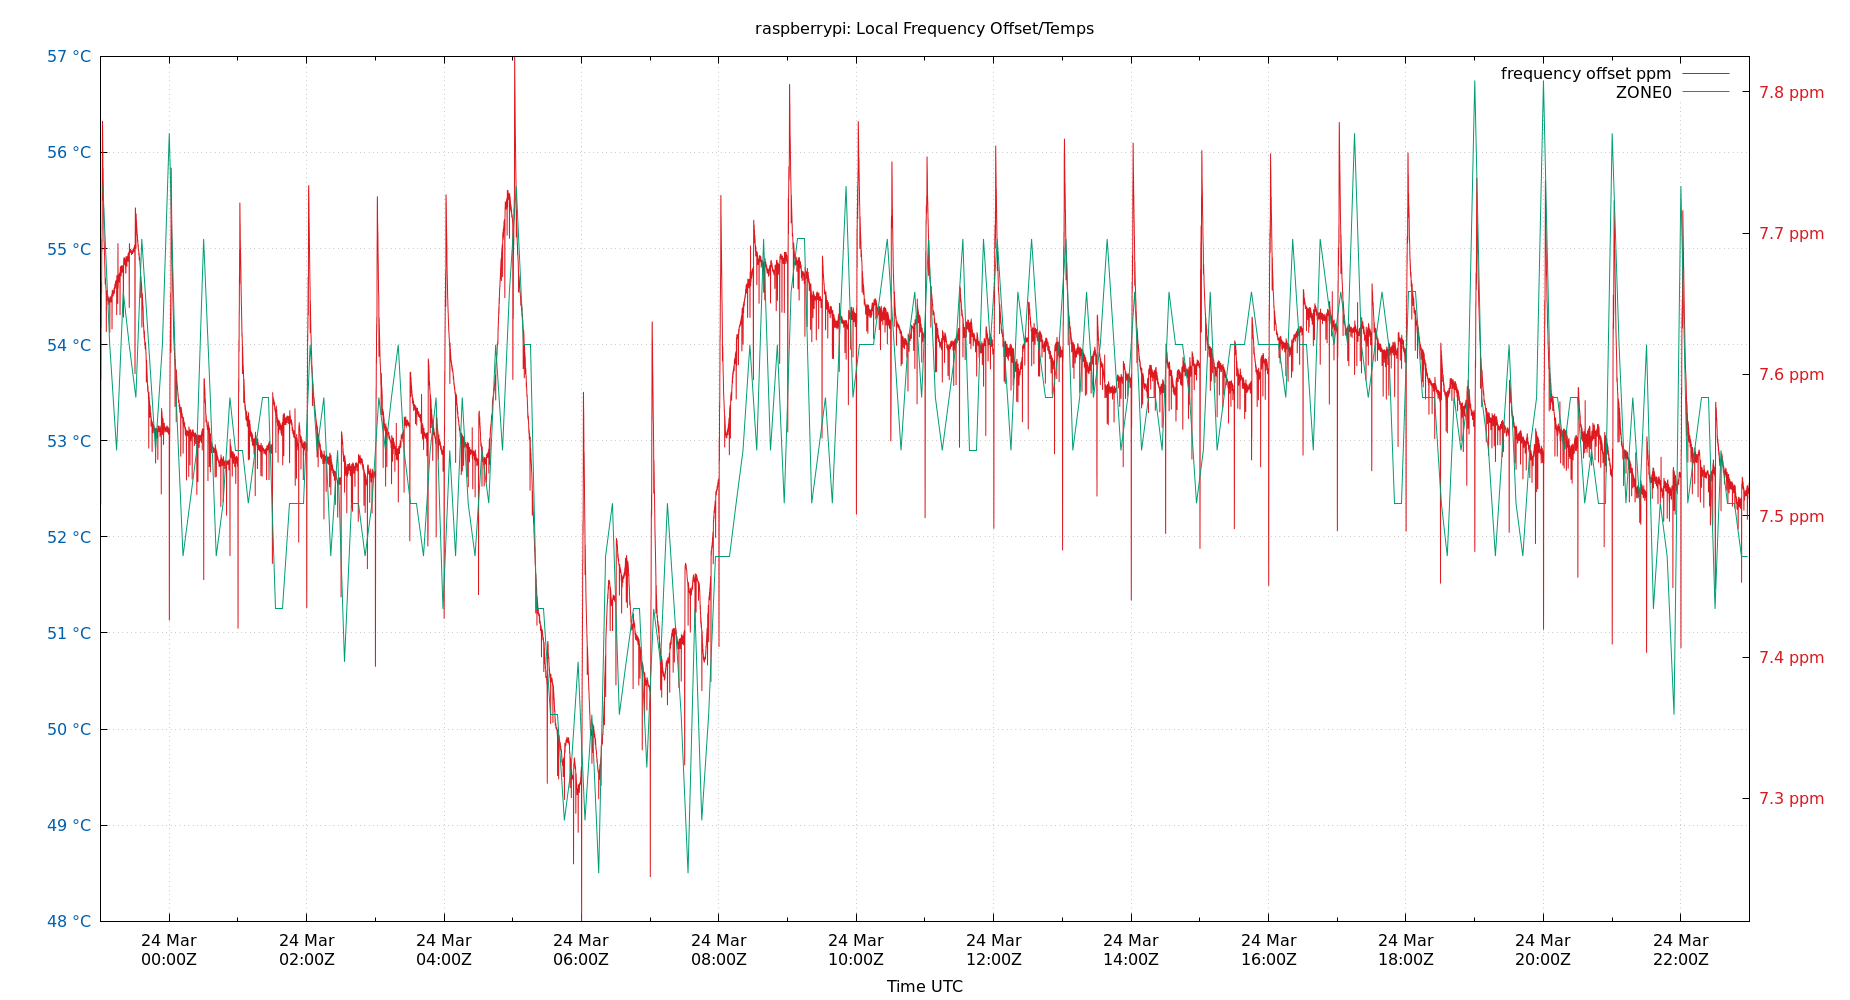 raspberrypi: Local Frequency Offset/Temps
frequency offset ppm
ZONE0
57 °C
56 °C
55 °C
54 °C
53 °C
52 °C
51 °C
50 °C
49 °C
48 °C
7.8 ppm
7.7 ppm
7.6 ppm
7.5 ppm
7.4 ppm
7.3 ppm
24 Mar 24 Mar 24 Mar 24 Mar 24 Mar 24 Mar 24 Mar 24 Mar 24 Mar 24 Mar 24 Mar 24 Mar
00:00Z 02:00Z 04:00Z 06:00Z 08:00Z 10:00Z 12:00Z 14:00Z 16:00Z 18:00Z 20:00Z 22:00Z
Time UTC